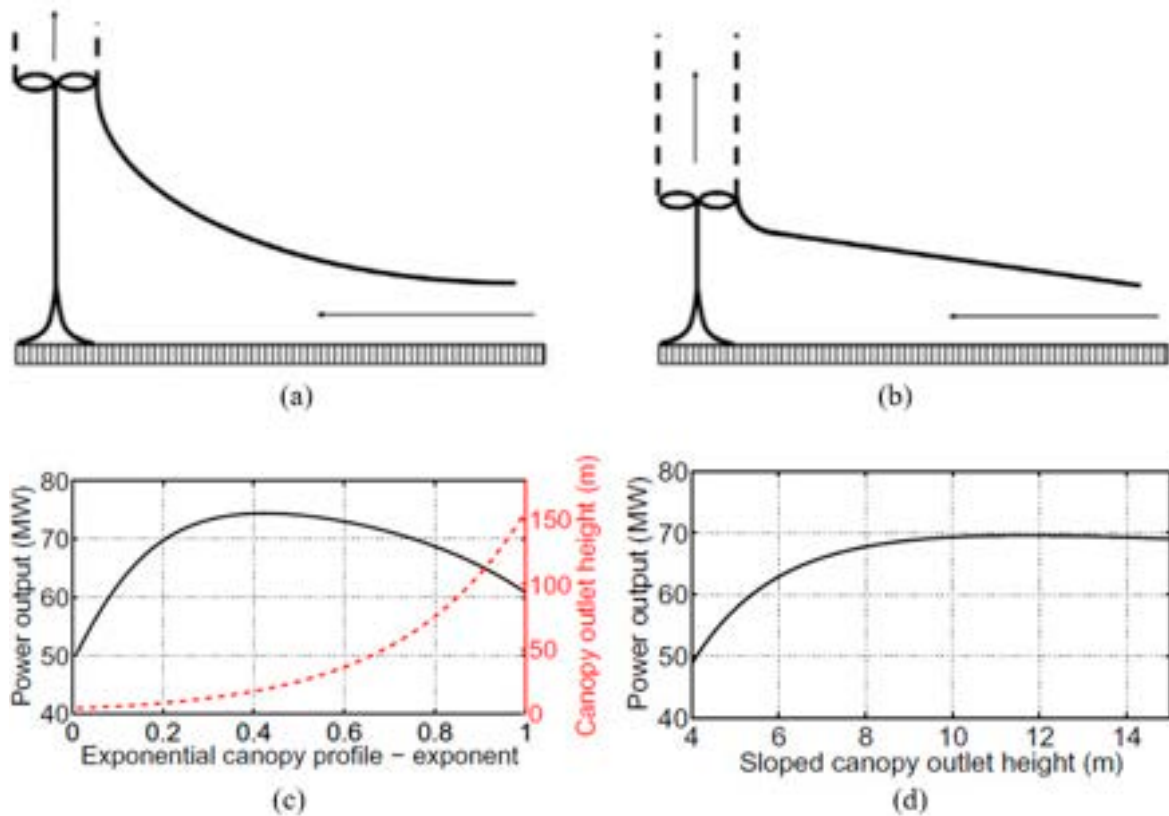 (a)
(b)
80
70
60
50
40
Power output (MW)
0 0.2 0.4 0.6 0.8 1
Exponential canopy profile − exponent
150
100
50
0
Canopy outlet height (m)
(c)
80
70
60
50
40
Power output (MW)
4 6 8 10 12 14
Sloped canopy outlet height (m)
(d)